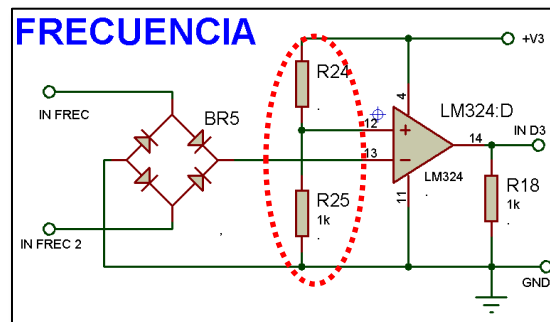 FRECUENCIA
+V3
R24
IN FREC
BR5
4
LM324:D
12
14
IN D3
13
LM324
R25
1k
R18
1k
11
IN FREC 2
GND